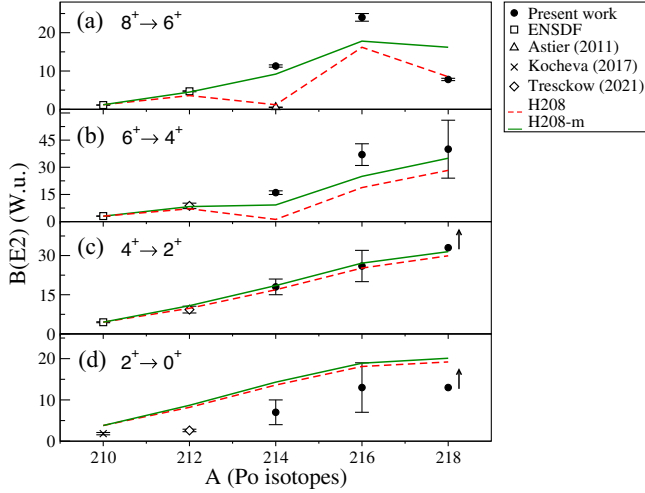 (a) 8⁺→6⁺
20
10
0
(b) 6⁺→4⁺
45
30
15
0
(c) 4⁺→2⁺
30
15
0
(d) 2⁺→0⁺
20
10
0
210 212 214 216 218
A (Po isotopes)
B(E2) (W.u.)
Present work
ENSDF
Astier (2011)
Kocheva (2017)
Tresckow (2021)
H208
H208-m